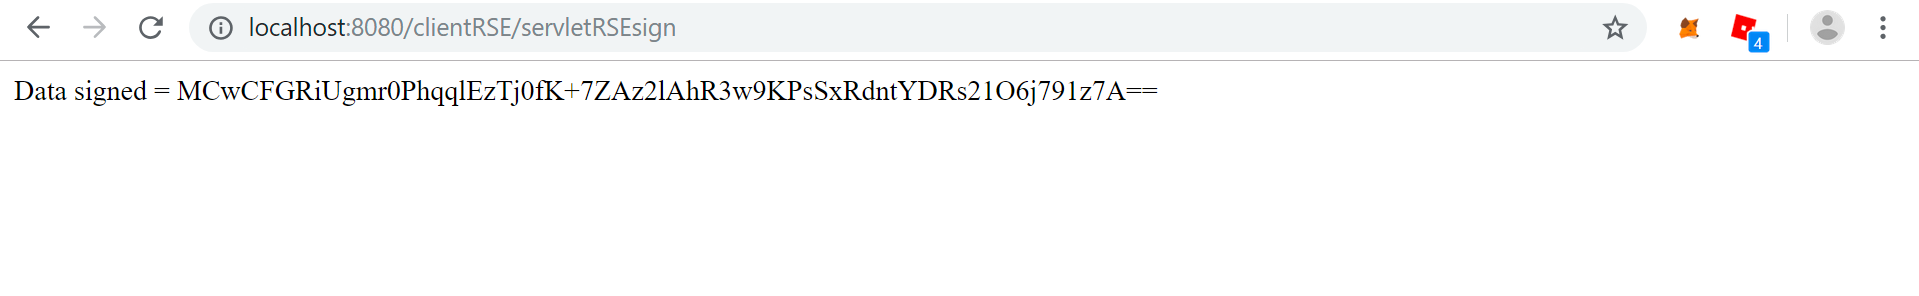 localhost:8080/clientRSE/servletRSEsign
4
Data signed = MCwCFGRiUgmr0PhqqlEzTj0fK+7ZAz2lAhR3w9KPsSxRdntYDRs21O6j791z7A==